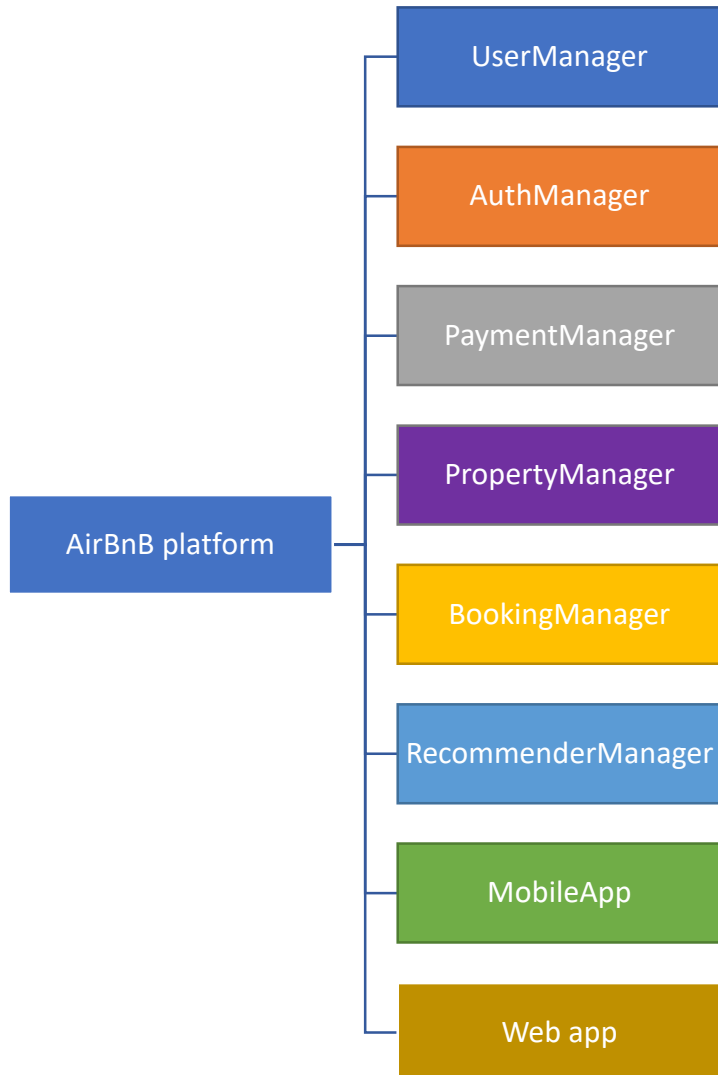 UserManager
AuthManager
PaymentManager
PropertyManager
AirBnB platform
BookingManager
RecommenderManager
MobileApp
Web app